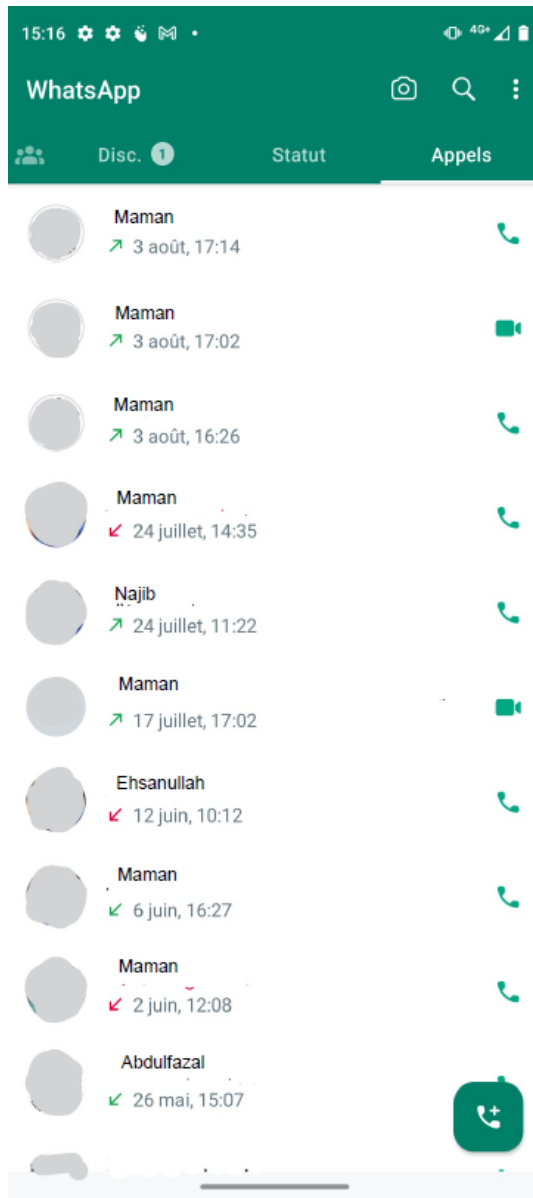 15:16 4G+
WhatsApp
Disc. 1 Statut Appels
Maman
3 août, 17:14
Maman
3 août, 17:02
Maman
3 août, 16:26
Maman
24 juillet, 14:35
Najib
24 juillet, 11:22
Maman
17 juillet, 17:02
Ehsanullah
12 juin, 10:12
Maman
6 juin, 16:27
Maman
2 juin, 12:08
Abdulfazal
26 mai, 15:07